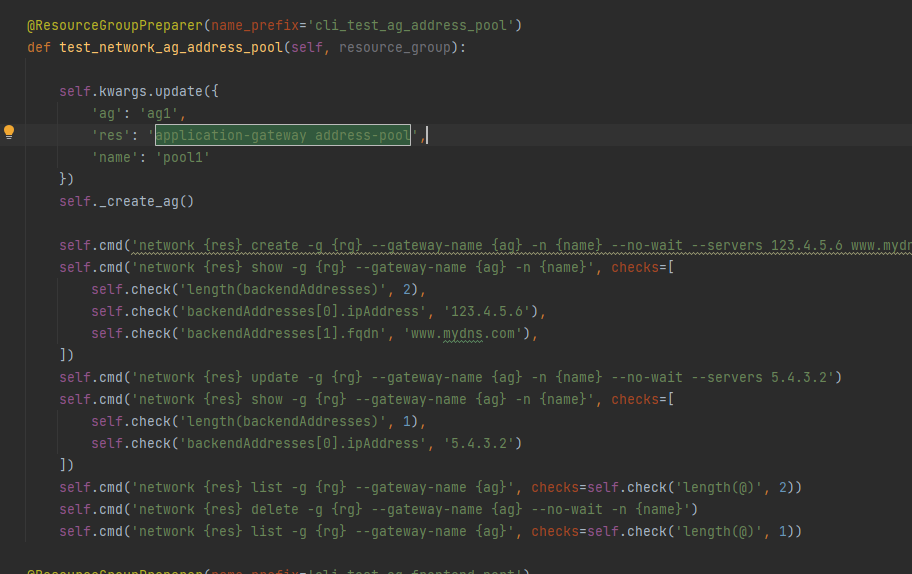 @ResourceGroupPreparer(name_prefix='cli_test_ag_address_pool')
def test_network_ag_address_pool(self, resource_group):
self.kwargs.update({
'ag': 'ag1',
'res': 'application-gateway address-pool',
'name': 'pool1'
})
self._create_ag()
self.cmd('network {res} create -g {rg} --gateway-name {ag} -n {name} --no-wait --servers 123.4.5.6 www.mydn
self.cmd('network {res} show -g {rg} --gateway-name {ag} -n {name}', checks=[
self.check('length(backendAddresses)', 2),
self.check('backendAddresses[0].ipAddress', '123.4.5.6'),
self.check('backendAddresses[1].fqdn', 'www.mydns.com'),
])
self.cmd('network {res} update -g {rg} --gateway-name {ag} -n {name} --no-wait --servers 5.4.3.2')
self.cmd('network {res} show -g {rg} --gateway-name {ag} -n {name}', checks=[
self.check('length(backendAddresses)', 1),
self.check('backendAddresses[0].ipAddress', '5.4.3.2')
])
self.cmd('network {res} list -g {rg} --gateway-name {ag}', checks=self.check('length(@)', 2))
self.cmd('network {res} delete -g {rg} --gateway-name {ag} --no-wait -n {name}')
self.cmd('network {res} list -g {rg} --gateway-name {ag}', checks=self.check('length(@)', 1))
@ResourceGroupPreparer(name_prefix='cli_test_ag_frontend_port')